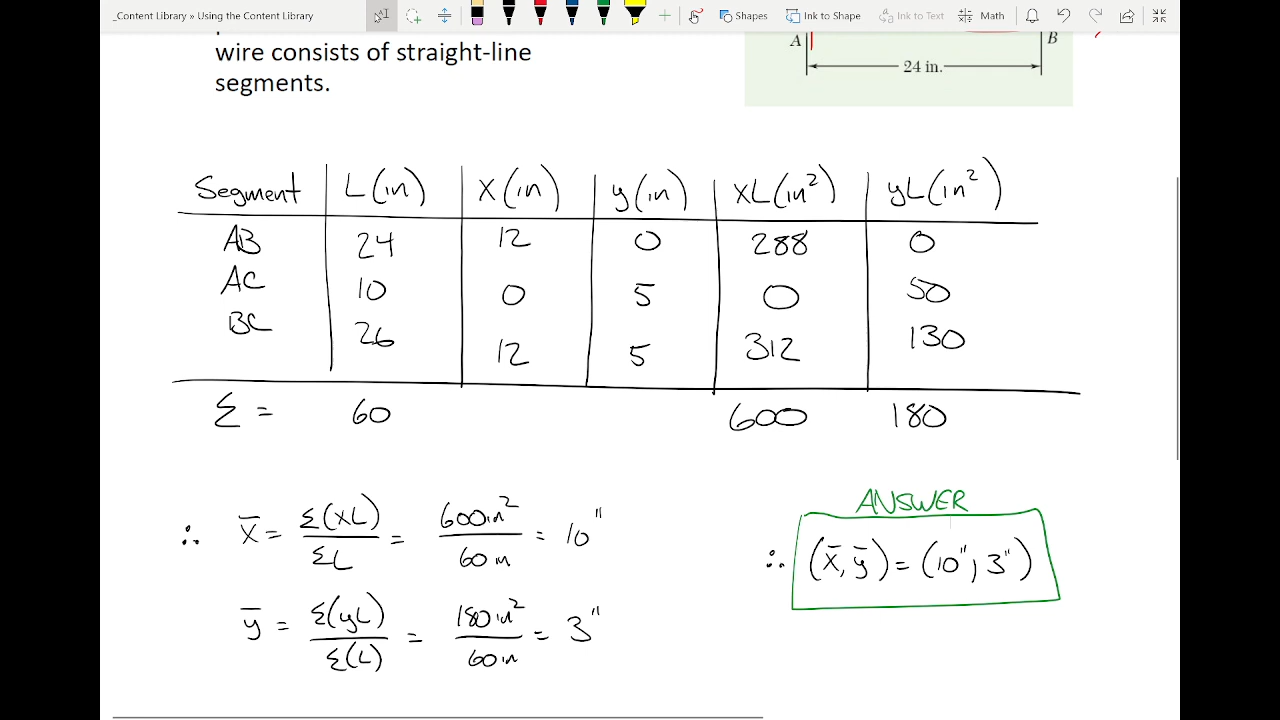 _Content Library » Using the Content Library
Shapes
Ink to Shape
Ink to Text
Math
wire consists of straight-line
segments.
A
B
24 in.
Segment L(in) x(in) y(in) xL(in²) yL(in²)
AB 24 12 0 288 0
AC 10 0 5 0 50
BC 26 12 5 312 130
Σ = 60 600 180
∴ x̄ = Σ(xL)/ΣL = 600in²/60in = 10"
ȳ = Σ(yL)/Σ(L) = 180in²/60in = 3"
ANSWER
∴ (x̄, ȳ) = (10", 3")